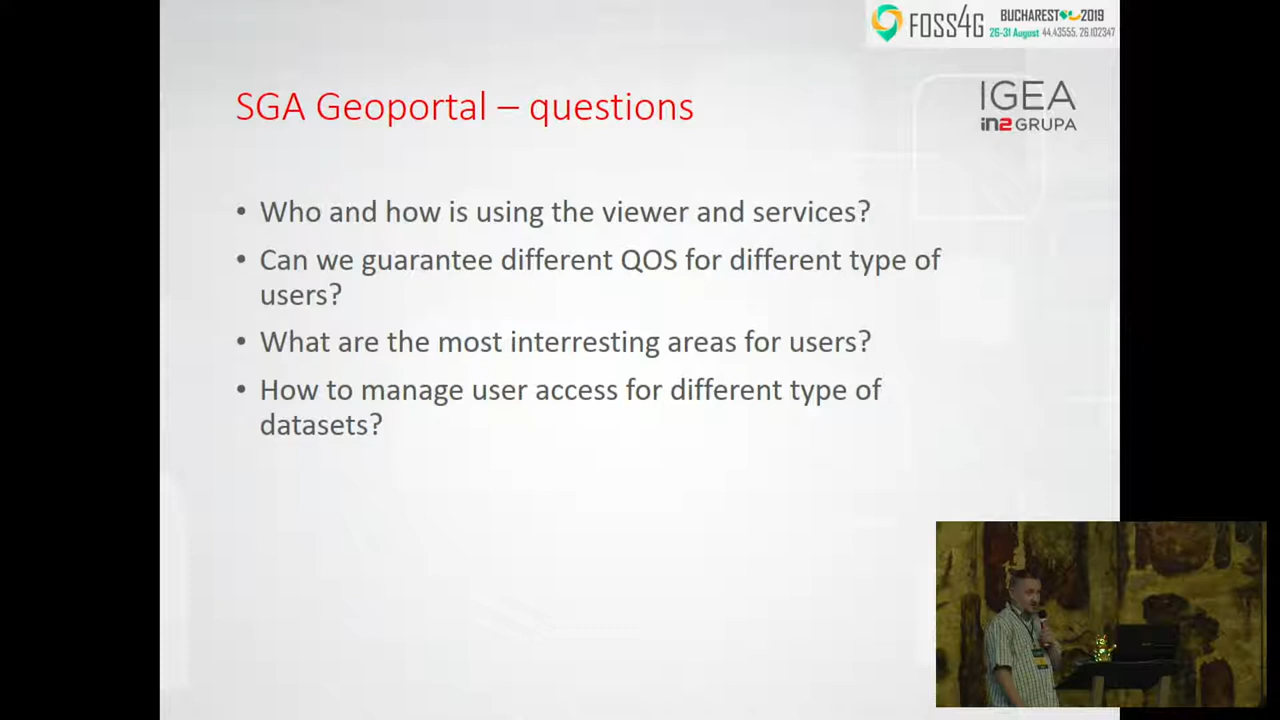 FOSS4G
BUCHAREST 2019
26-31 August 44.43555, 26.102347
SGA Geoportal – questions
IGEA
in2 GRUPA
• Who and how is using the viewer and services?
• Can we guarantee different QOS for different type of
users?
• What are the most interresting areas for users?
• How to manage user access for different type of
datasets?